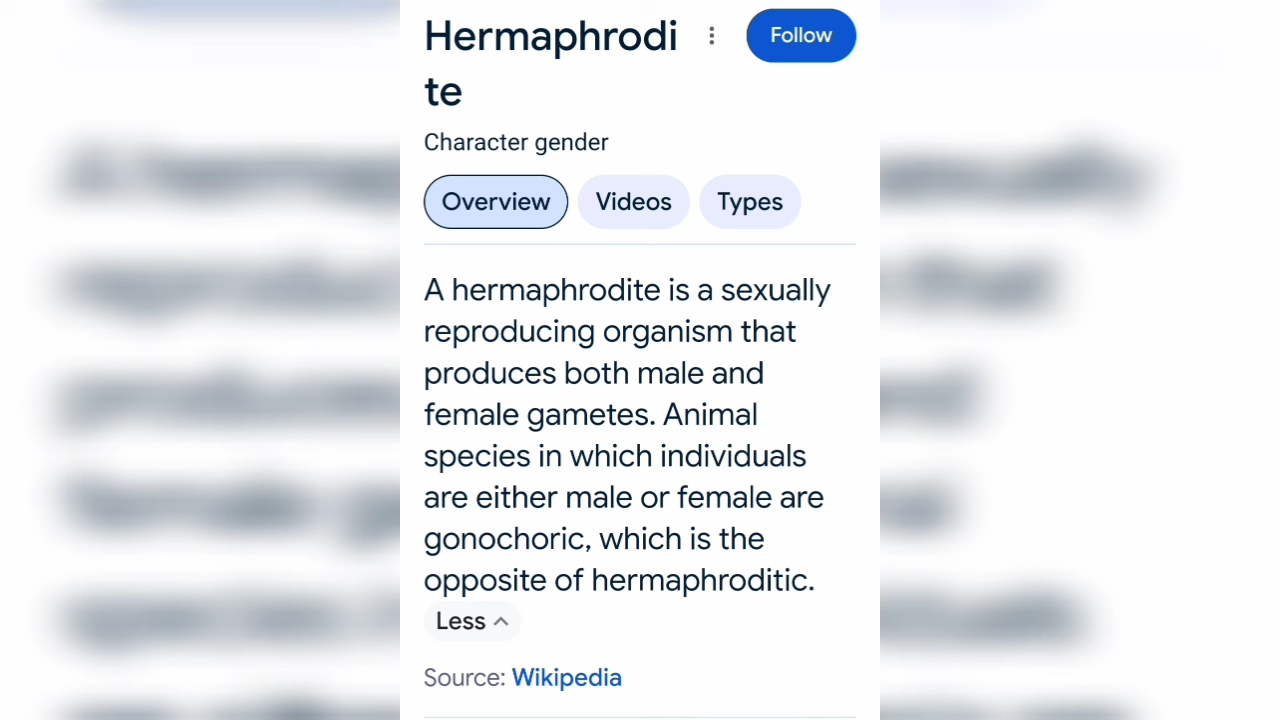 Hermaphrodi
te
Follow
Character gender
Overview
Videos
Types
A hermaphrodite is a sexually
reproducing organism that
produces both male and
female gametes. Animal
species in which individuals
are either male or female are
gonochoric, which is the
opposite of hermaphroditic.
Less
Source: Wikipedia